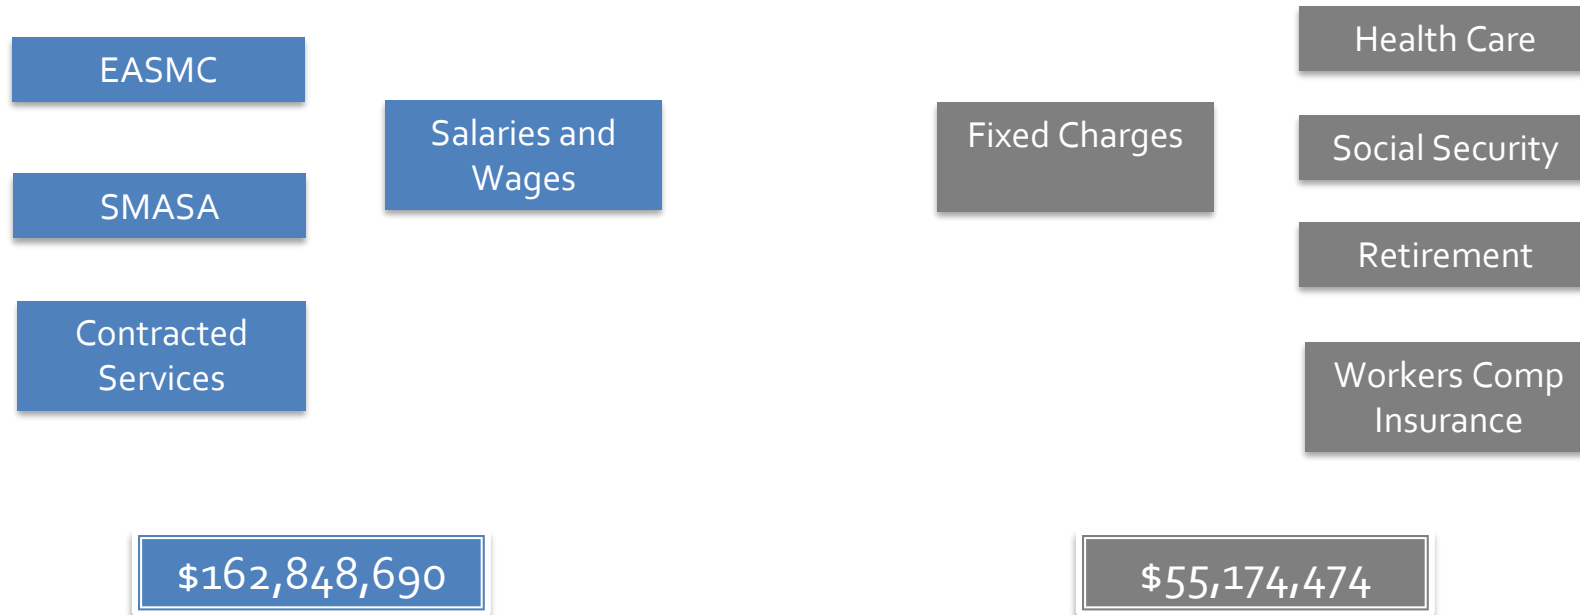 EASMC
SMASA
Contracted
Services
Salaries and
Wages
$162,848,690
Fixed Charges
Health Care
Social Security
Retirement
Workers Comp
Insurance
$55,174,474